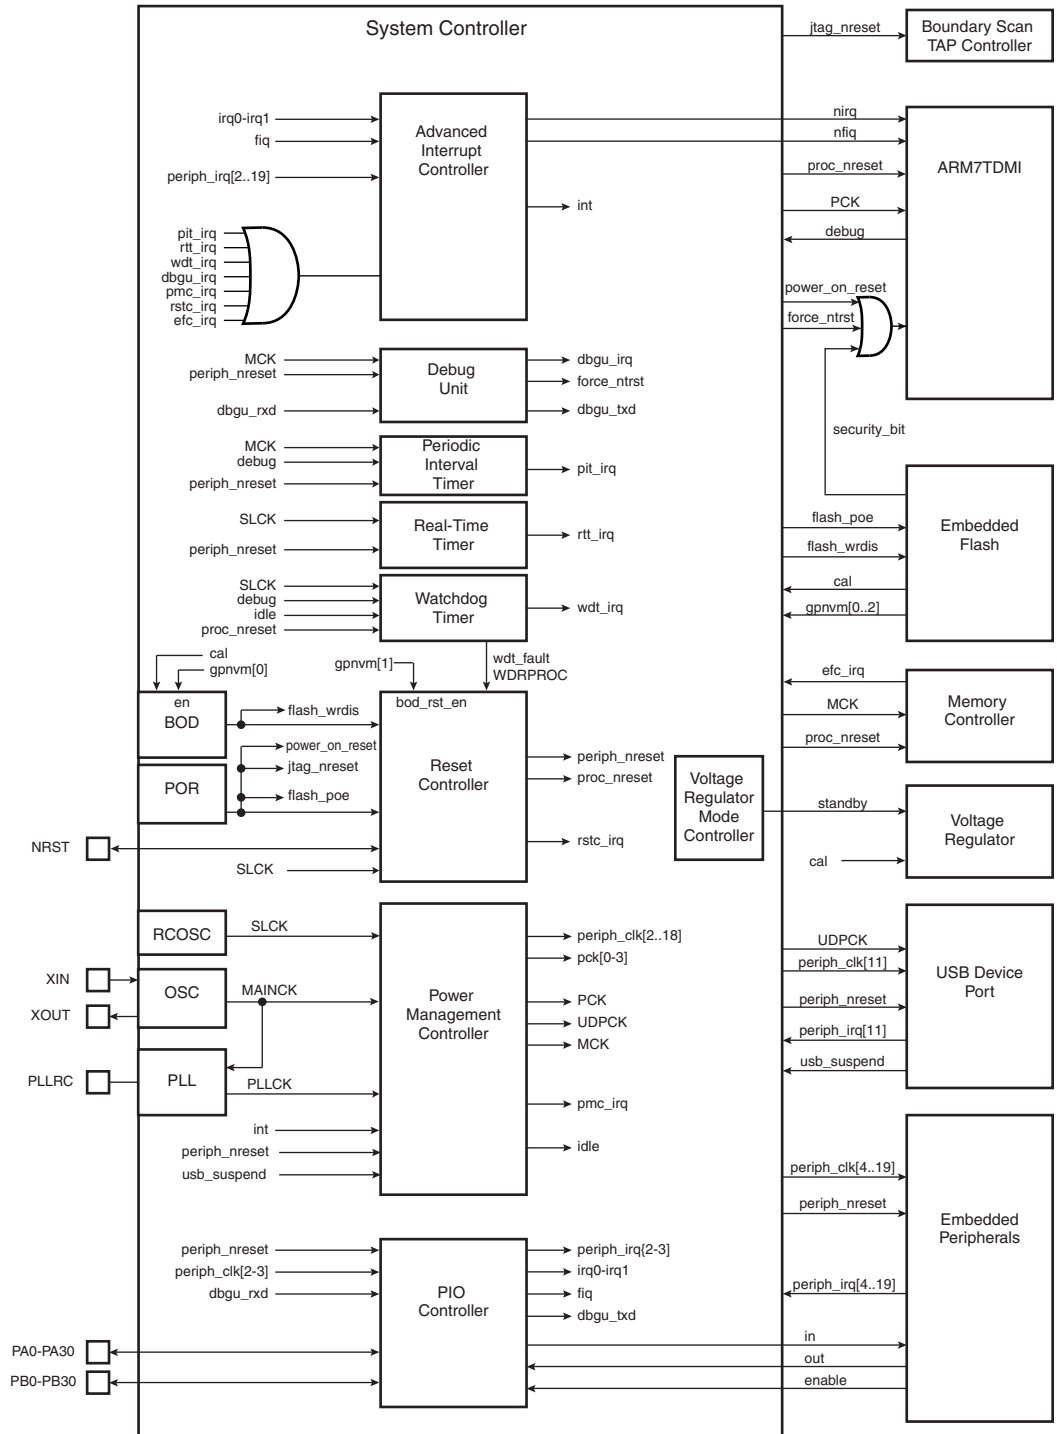 System Controller
jtag_nreset
Boundary Scan
TAP Controller
irq0-irq1
fiq
periph_irq[2..19]
Advanced
Interrupt
Controller
int
nirq
nfiq
proc_nreset
PCK
debug
ARM7TDMI
pit_irq
rtt_irq
wdt_irq
dbgu_irq
pmc_irq
rstc_irq
efc_irq
power_on_reset
force_ntrst
security_bit
MCK
periph_nreset
dbgu_rxd
Debug
Unit
dbgu_irq
force_ntrst
dbgu_txd
MCK
debug
periph_nreset
Periodic
Interval
Timer
pit_irq
SLCK
periph_nreset
Real-Time
Timer
rtt_irq
flash_poe
flash_wrdis
cal
gpnvm[0..2]
Embedded
Flash
SLCK
debug
idle
proc_nreset
Watchdog
Timer
wdt_irq
cal
gpnvm[0]
gpnvm[1]
wdt_fault
WDRPROC
en
BOD
flash_wrdis
bod_rst_en
power_on_reset
jtag_nreset
flash_poe
POR
Reset
Controller
periph_nreset
proc_nreset
rstc_irq
NRST
SLCK
efc_irq
MCK
proc_nreset
Memory
Controller
Voltage
Regulator
Mode
Controller
standby
cal
Voltage
Regulator
RCOSC
SLCK
XIN
XOUT
OSC
MAINCK
PLLRC
PLL
PLLCK
int
periph_nreset
usb_suspend
Power
Management
Controller
periph_clk[2..18]
pck[0-3]
PCK
UDPCK
MCK
pmc_irq
idle
UDPCK
periph_clk[11]
periph_nreset
periph_irq[11]
usb_suspend
USB Device
Port
periph_clk[4..19]
periph_nreset
periph_irq[4..19]
Embedded
Peripherals
periph_nreset
periph_clk[2-3]
dbgu_rxd
PIO
Controller
periph_irq{2-3]
irq0-irq1
fiq
dbgu_txd
in
out
enable
PA0-PA30
PB0-PB30